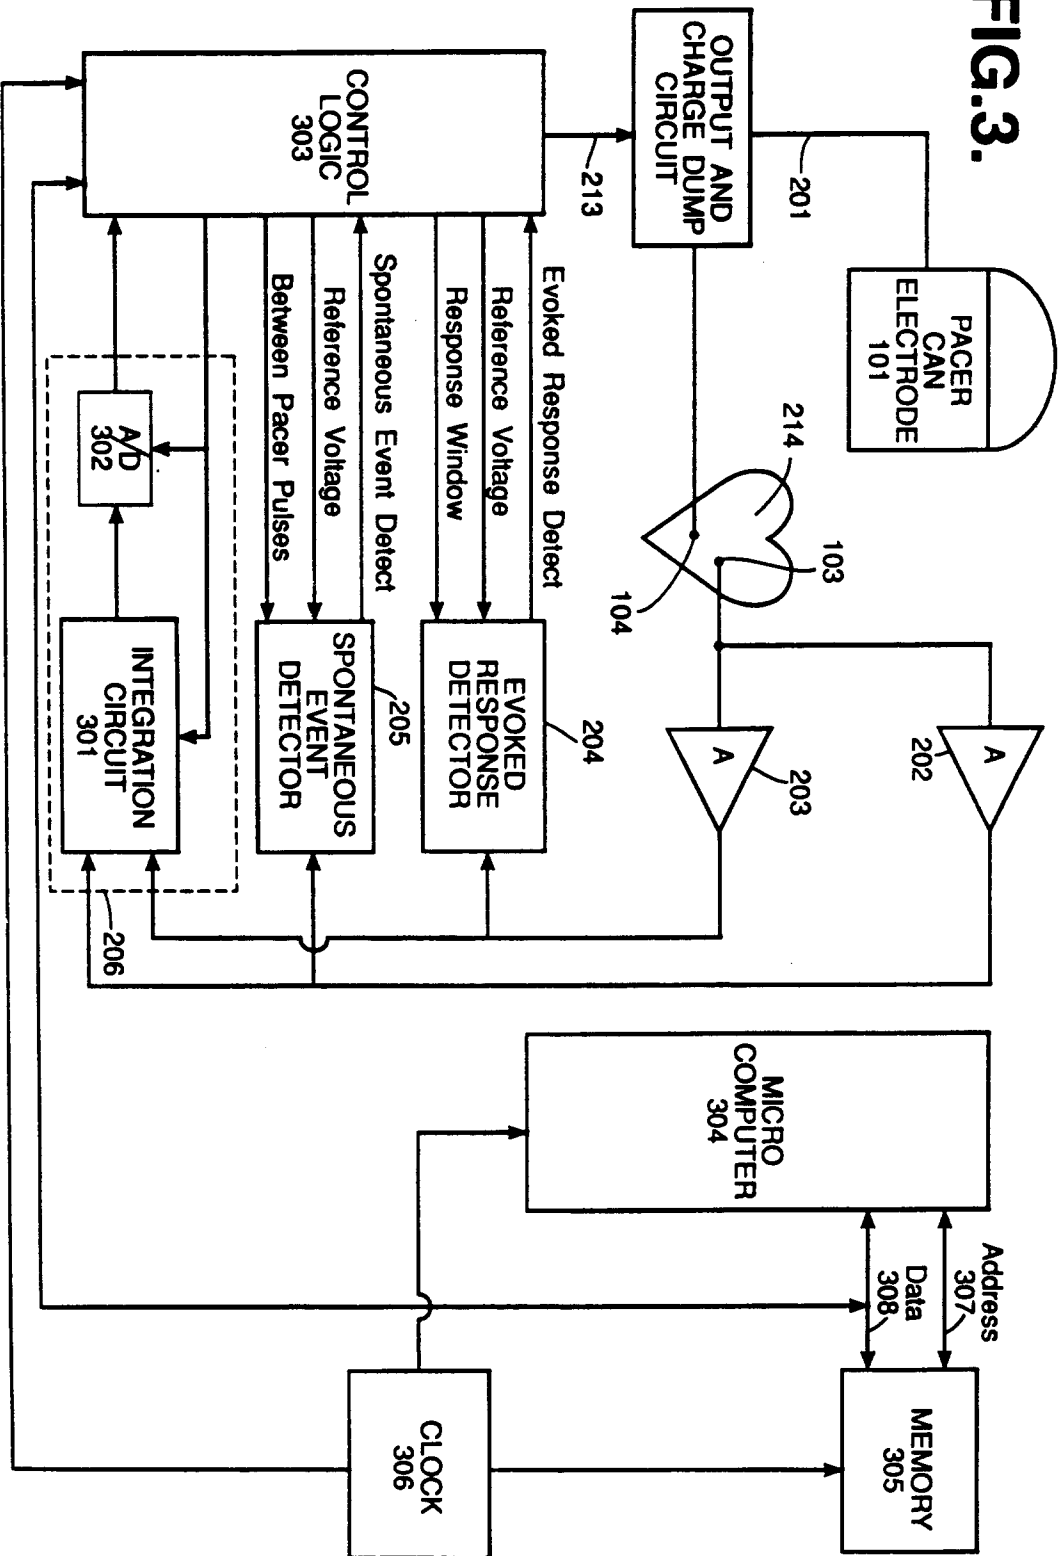 FIG.3.
PACER
CAN
ELECTRODE
101
201
OUTPUT AND
CHARGE DUMP
CIRCUIT
213
214
103
104
A
202
A
203
CONTROL
LOGIC
303
Evoked Response Detect
Reference Voltage
Response Window
Spontaneous Event Detect
Reference Voltage
Between Pacer Pulses
EVOKED
RESPONSE
DETECTOR
204
SPONTANEOUS
EVENT
DETECTOR
205
A/D
302
INTEGRATION
CIRCUIT
301
206
MICRO
COMPUTER
304
Address
307
Data
308
MEMORY
305
CLOCK
306